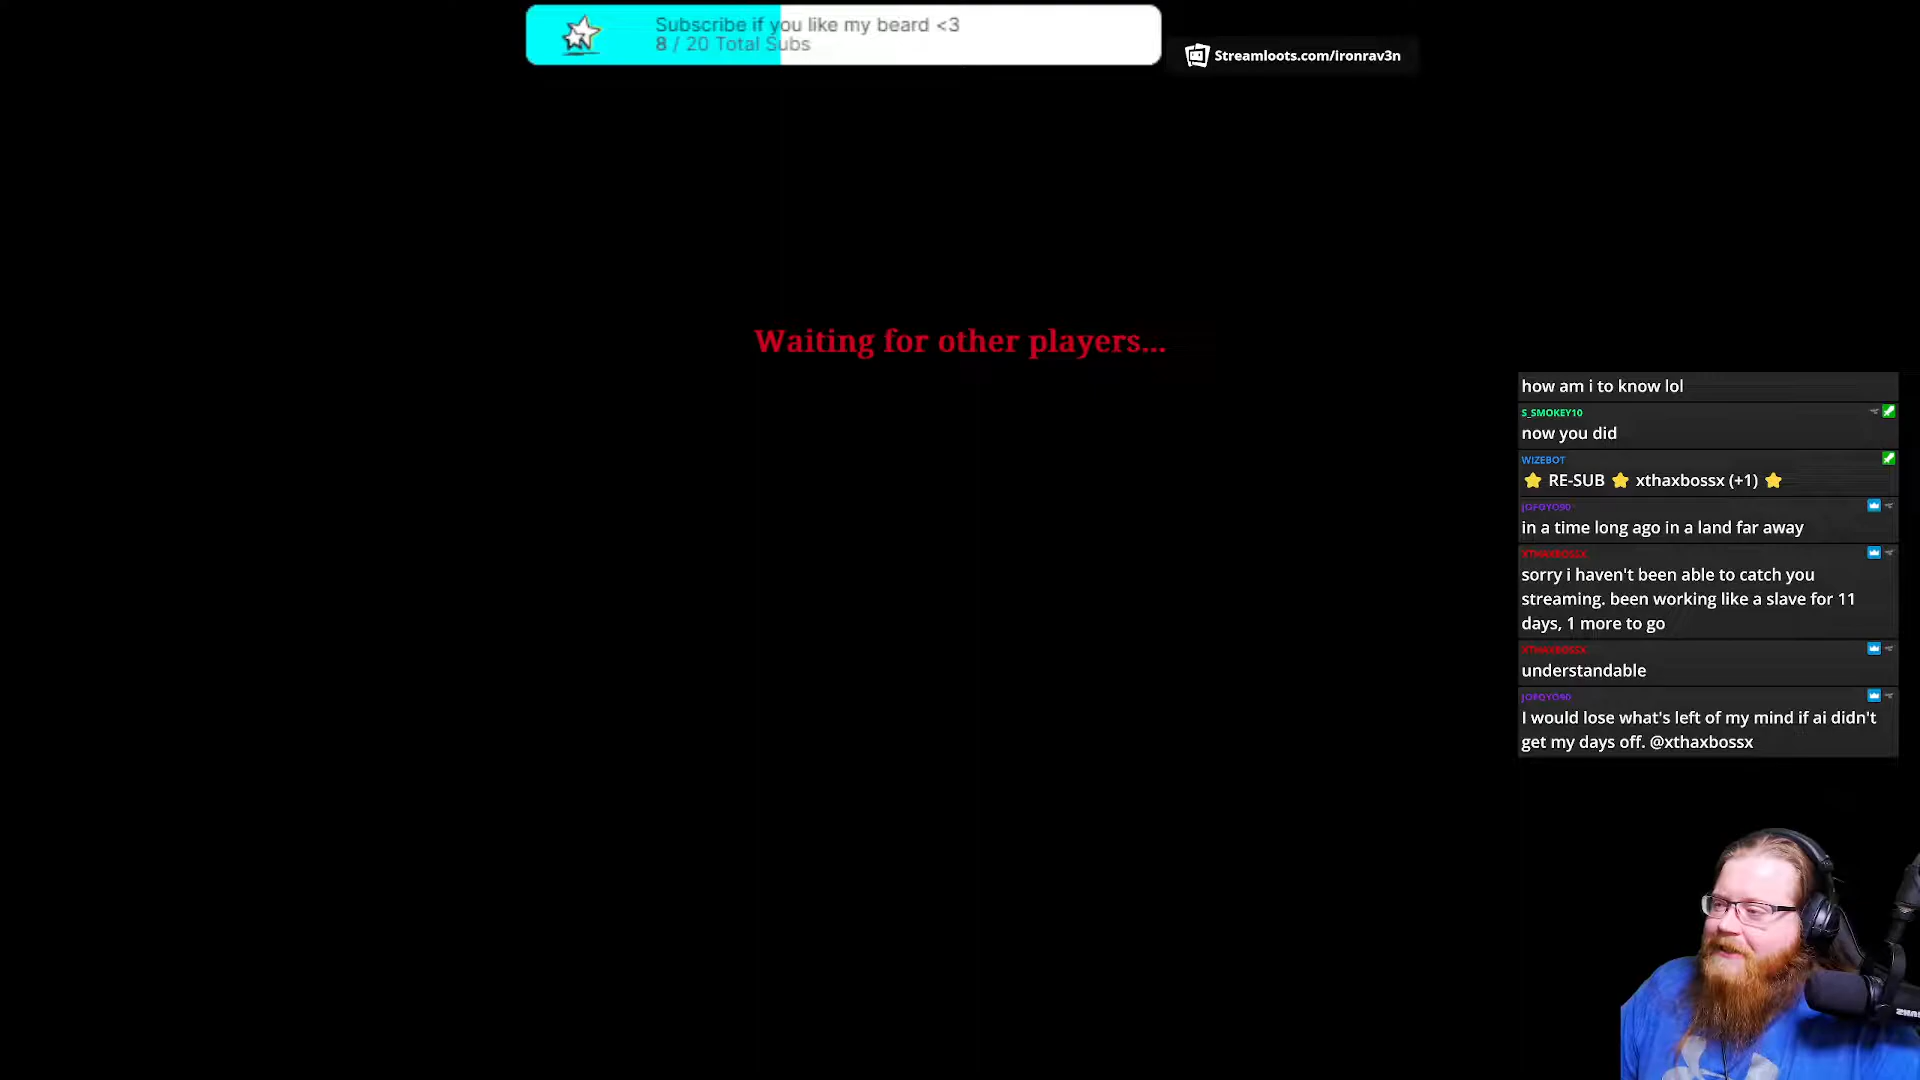 Subscribe if you like my beard <3
8 / 20 Total Subs
Streamloots.com/ironrav3n
Waiting for other players...
how am i to know lol
S_SMOKEY10
now you did
WIZEBOT
RE-SUB xthaxbossx (+1)
in a time long ago in a land far away
XTHAXBOSSX
sorry i haven't been able to catch you
streaming. been working like a slave for 11
days, 1 more to go
XTHAXBOSSX
understandable
I would lose what's left of my mind if ai didn't
get my days off. @xthaxbossx